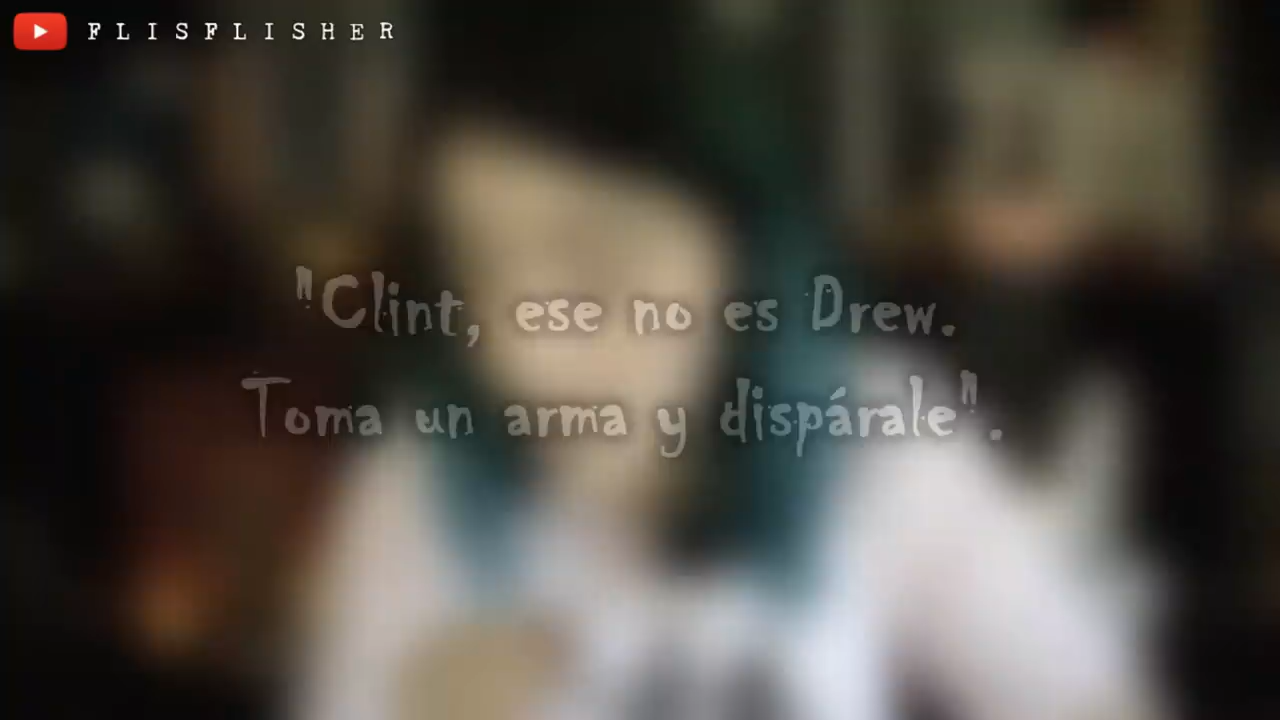 FLISFLISHER
"Clint, ese no es Drew.
Toma un arma y dispárale".